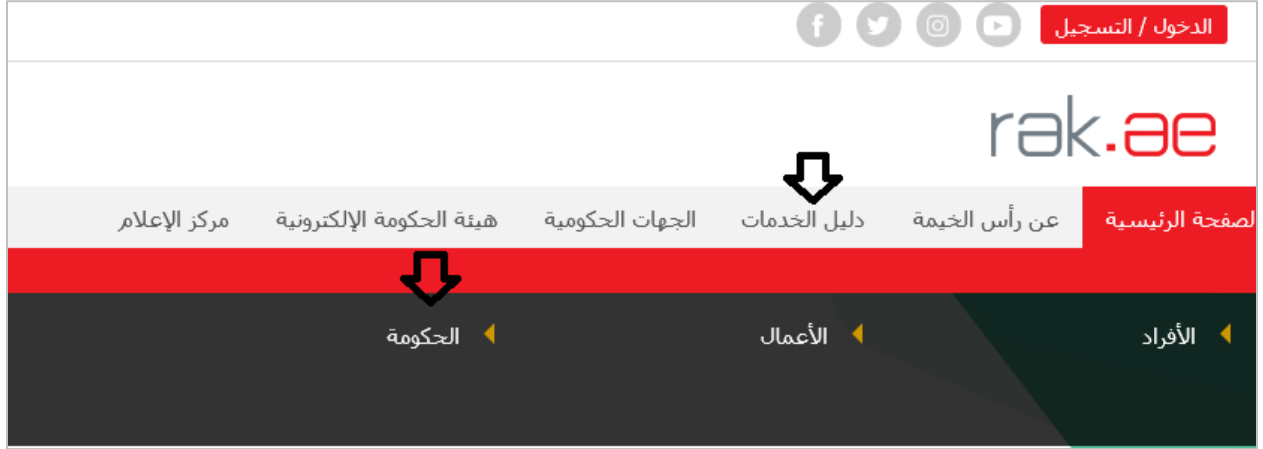 الدخول / التسجيل
rak.ae
لصفحة الرئيسية عن رأس الخيمة دليل الخدمات الجهات الحكومية هيئة الحكومة الإلكترونية مركز الإعلام
الأفراد الأعمال الحكومة